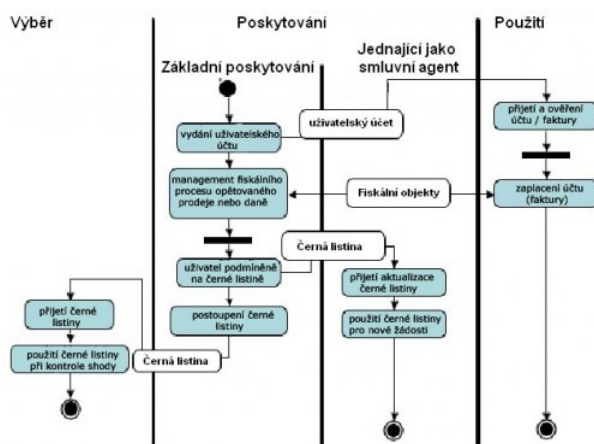 Výběr
Poskytování
Použití
Základní poskytování
Jednající jako
smluvní agent
vydání uživatelského
účtu
uživatelský účet
přijetí a ověření
účtu / faktury
management fiskálního
procesu opětovaného
prodeje nebo daně
Fiskální objekty
zaplacení účtu
(faktury)
uživatel podmíněně
na černé listině
Černá listina
přijetí aktualizace
černé listiny
postoupení černé
listiny
použití černé listiny
pro nové žádosti
přijetí černé
listiny
použití černé listiny
při kontrole shody
Černá listina